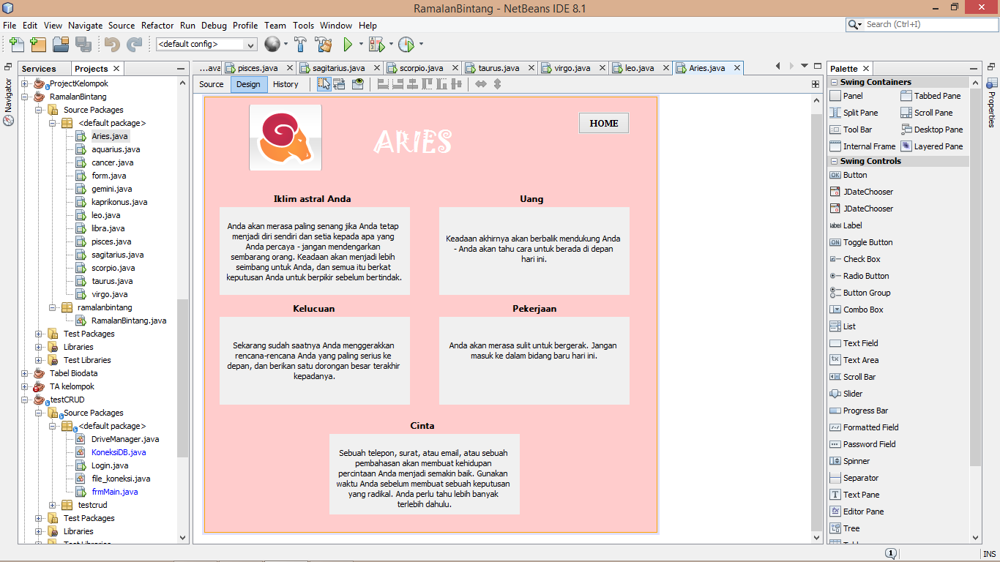 RamalanBintang - NetBeans IDE 8.1
File Edit View Navigate Source Refactor Run Debug Profile Team Tools Window Help
Search (Ctrl+I)
<default config>
Navigator
Services
Projects
ProjectKelompok
RamalanBintang
Source Packages
<default package>
Aries.java
aquarius.java
cancer.java
form.java
gemini.java
kaprikonus.java
leo.java
libra.java
pisces.java
sagitarius.java
scorpio.java
taurus.java
virgo.java
ramalanbintang
RamalanBintang.java
Test Packages
Libraries
Test Libraries
Tabel Biodata
TA kelompok
testCRUD
Source Packages
<default package>
DriveManager.java
KoneksiDB.java
Login.java
file_koneksi.java
frmMain.java
testcrud
Test Packages
Libraries
Test Libraries
...ava pisces.java sagitarius.java scorpio.java taurus.java virgo.java leo.java Aries.java
Source Design History
ARIES
HOME
Iklim astral Anda
Anda akan merasa paling senang jika Anda tetap
menjadi diri sendiri dan setia kepada apa yang
Anda percaya - jangan mendengarkan
sembarang orang. Keadaan akan menjadi lebih
seimbang untuk Anda, dan semua itu berkat
keputusan Anda untuk berpikir sebelum bertindak.
Uang
Keadaan akhirnya akan berbalik mendukung Anda
- Anda akan tahu cara untuk berada di depan
hari ini.
Kelucuan
Sekarang sudah saatnya Anda menggerakkan
rencana-rencana Anda yang paling serius ke
depan, dan berikan satu dorongan besar terakhir
kepadanya.
Pekerjaan
Anda akan merasa sulit untuk bergerak. Jangan
masuk ke dalam bidang baru hari ini.
Cinta
Sebuah telepon, surat, atau email, atau sebuah
pembahasan akan membuat kehidupan
percintaan Anda menjadi semakin baik. Gunakan
waktu Anda sebelum membuat sebuah keputusan
yang radikal. Anda perlu tahu lebih banyak
terlebih dahulu.
Palette
Swing Containers
Panel Tabbed Pane
Split Pane Scroll Pane
Tool Bar Desktop Pane
Internal Frame Layered Pane
Swing Controls
OK Button
JDateChooser
JDateChooser
label Label
ON Toggle Button
Check Box
Radio Button
Button Group
Combo Box
List
Text Field
Text Area
Scroll Bar
Slider
Progress Bar
Formatted Field
Password Field
Spinner
Separator
Text Pane
Editor Pane
Tree
Properties
1
INS